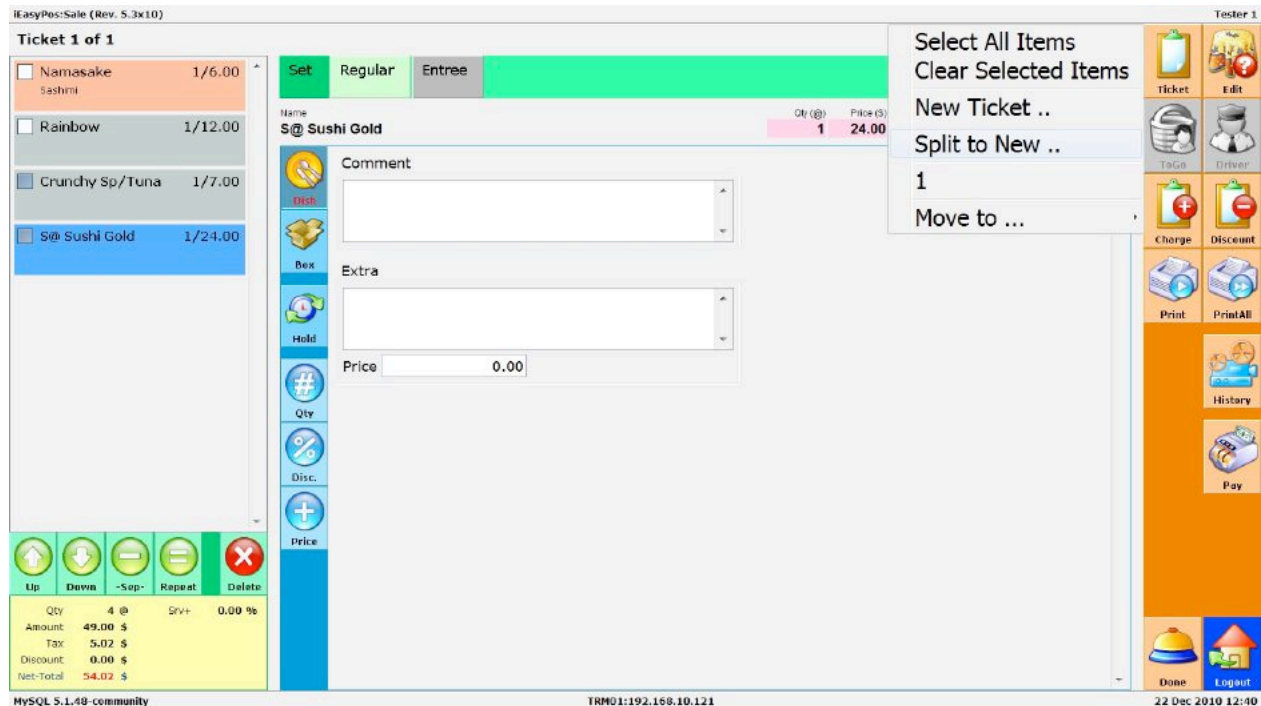 iEasyPos:Sale (Rev. 5.3x10) Tester 1
Ticket 1 of 1
Namasake 1/6.00
Sashimi
Rainbow 1/12.00
Crunchy Sp/Tuna 1/7.00
S@ Sushi Gold 1/24.00
Up Down -Sep- Repeat Delete
Qty 4 @ Srv+ 0.00 %
Amount 49.00 $
Tax 5.02 $
Discount 0.00 $
Net-Total 54.02 $
Set Regular Entree
Name Qty (@) Price ($)
S@ Sushi Gold 1 24.00
Dish
Box
Hold
Qty
Disc.
Price
Comment
Extra
Price 0.00
Select All Items
Clear Selected Items
New Ticket ..
Split to New ..
1
Move to ...
Ticket Edit
ToGo Driver
Charge Discount
Print PrintAll
History
Pay
Done Logout
MySQL 5.1.48-community TRM01:192.168.10.121 22 Dec 2010 12:40